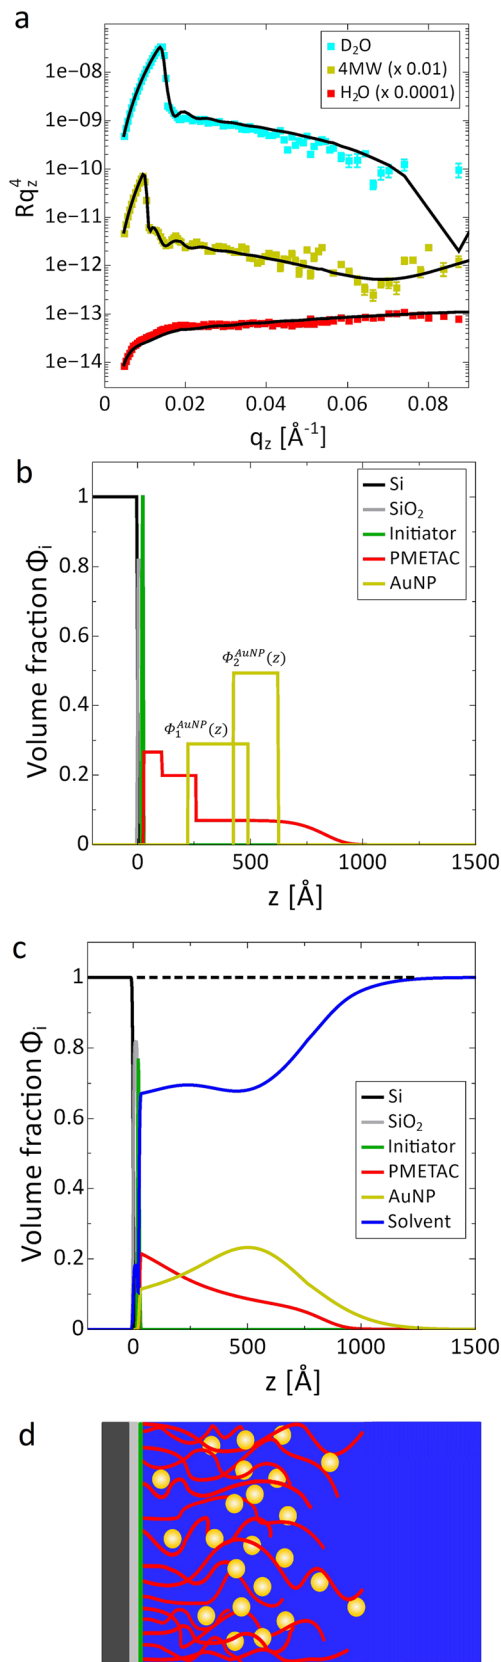 a
D₂O
4MW (x 0.01)
H₂O (x 0.0001)
1e−08
1e−09
1e−10
1e−11
1e−12
1e−13
1e−14
Rq_z^4
0 0.02 0.04 0.06 0.08
q_z [Å⁻¹]
b
Si
SiO₂
Initiator
PMETAC
AuNP
1
0.8
0.6
0.4
0.2
0
Volume fraction Φᵢ
Φ₂^AuNP(z)
Φ₁^AuNP(z)
0 500 1000 1500
z [Å]
c
1
0.8
0.6
0.4
0.2
0
Volume fraction Φᵢ
Si
SiO₂
Initiator
PMETAC
AuNP
Solvent
0 500 1000 1500
z [Å]
d